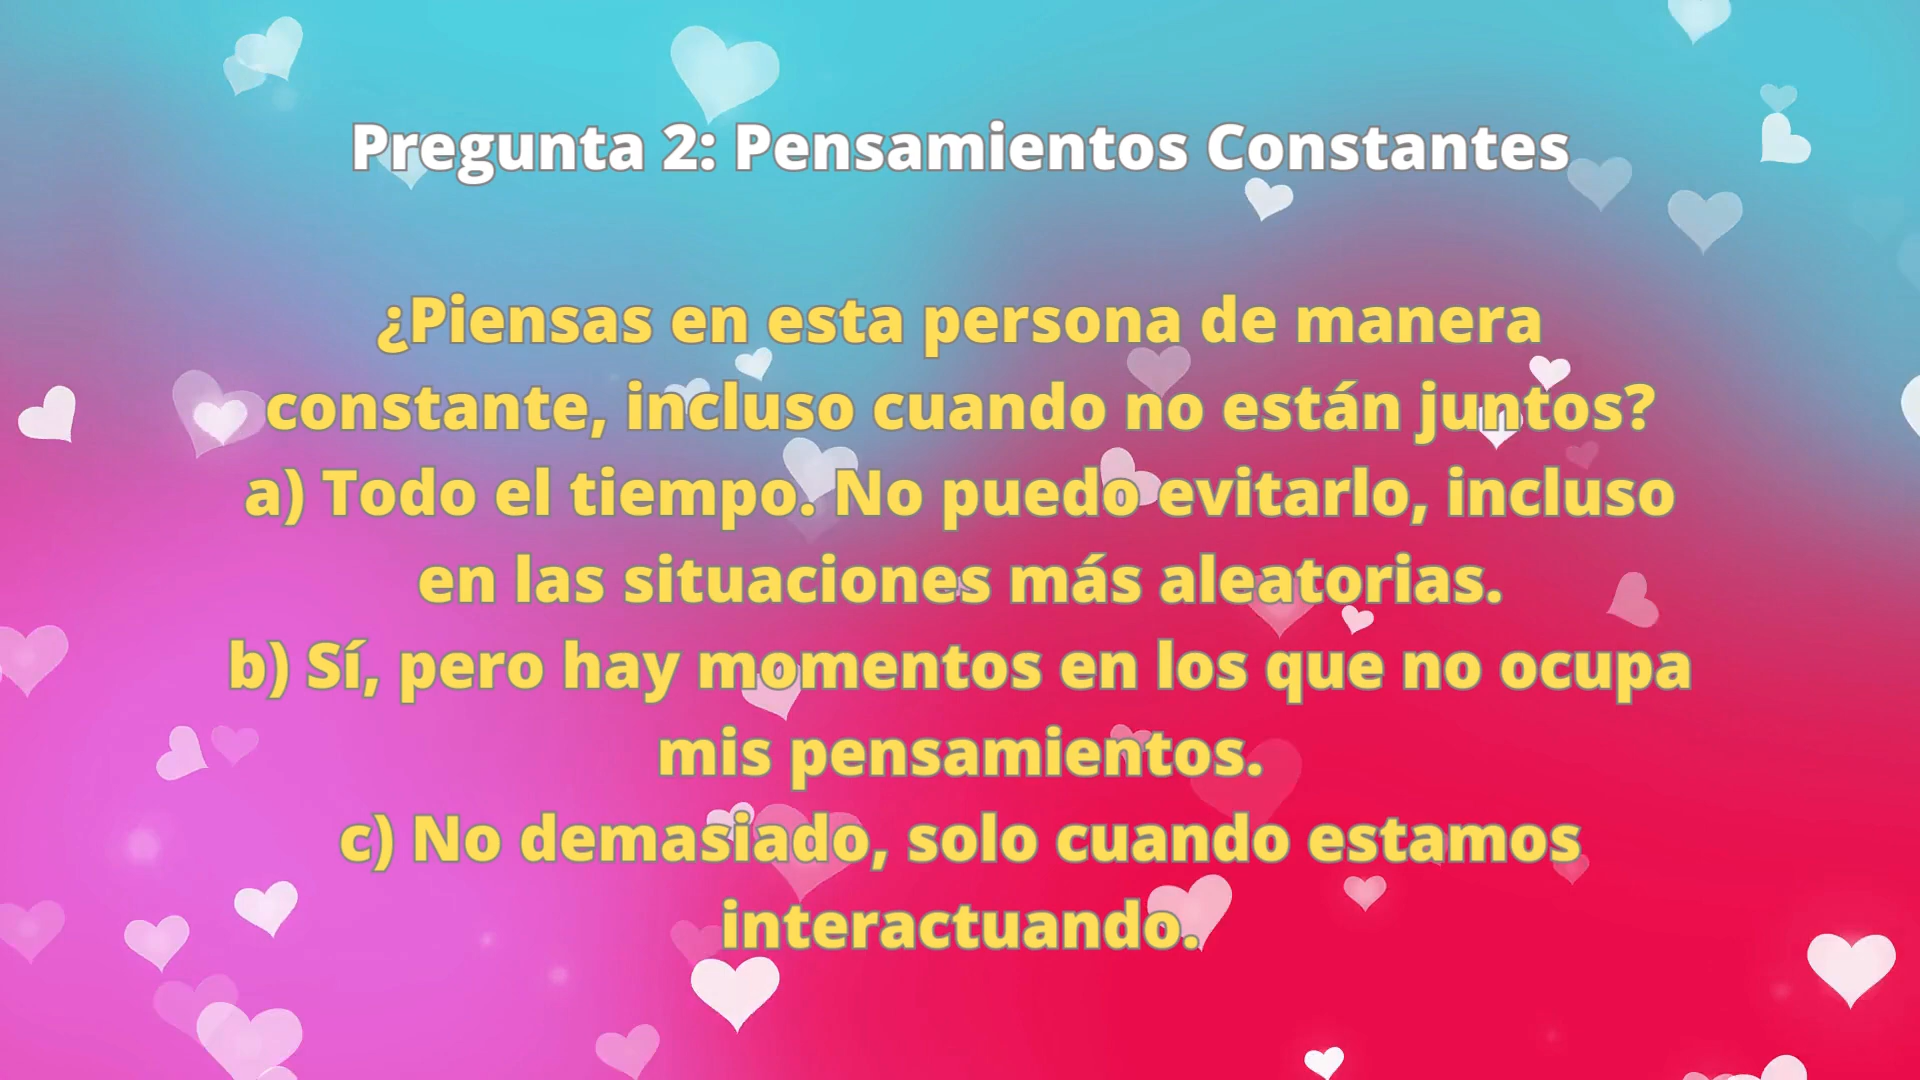 Pregunta 2: Pensamientos Constantes
¿Piensas en esta persona de manera
constante, incluso cuando no están juntos?
a) Todo el tiempo. No puedo evitarlo, incluso
en las situaciones más aleatorias.
b) Sí, pero hay momentos en los que no ocupa
mis pensamientos.
c) No demasiado, solo cuando estamos
interactuando.